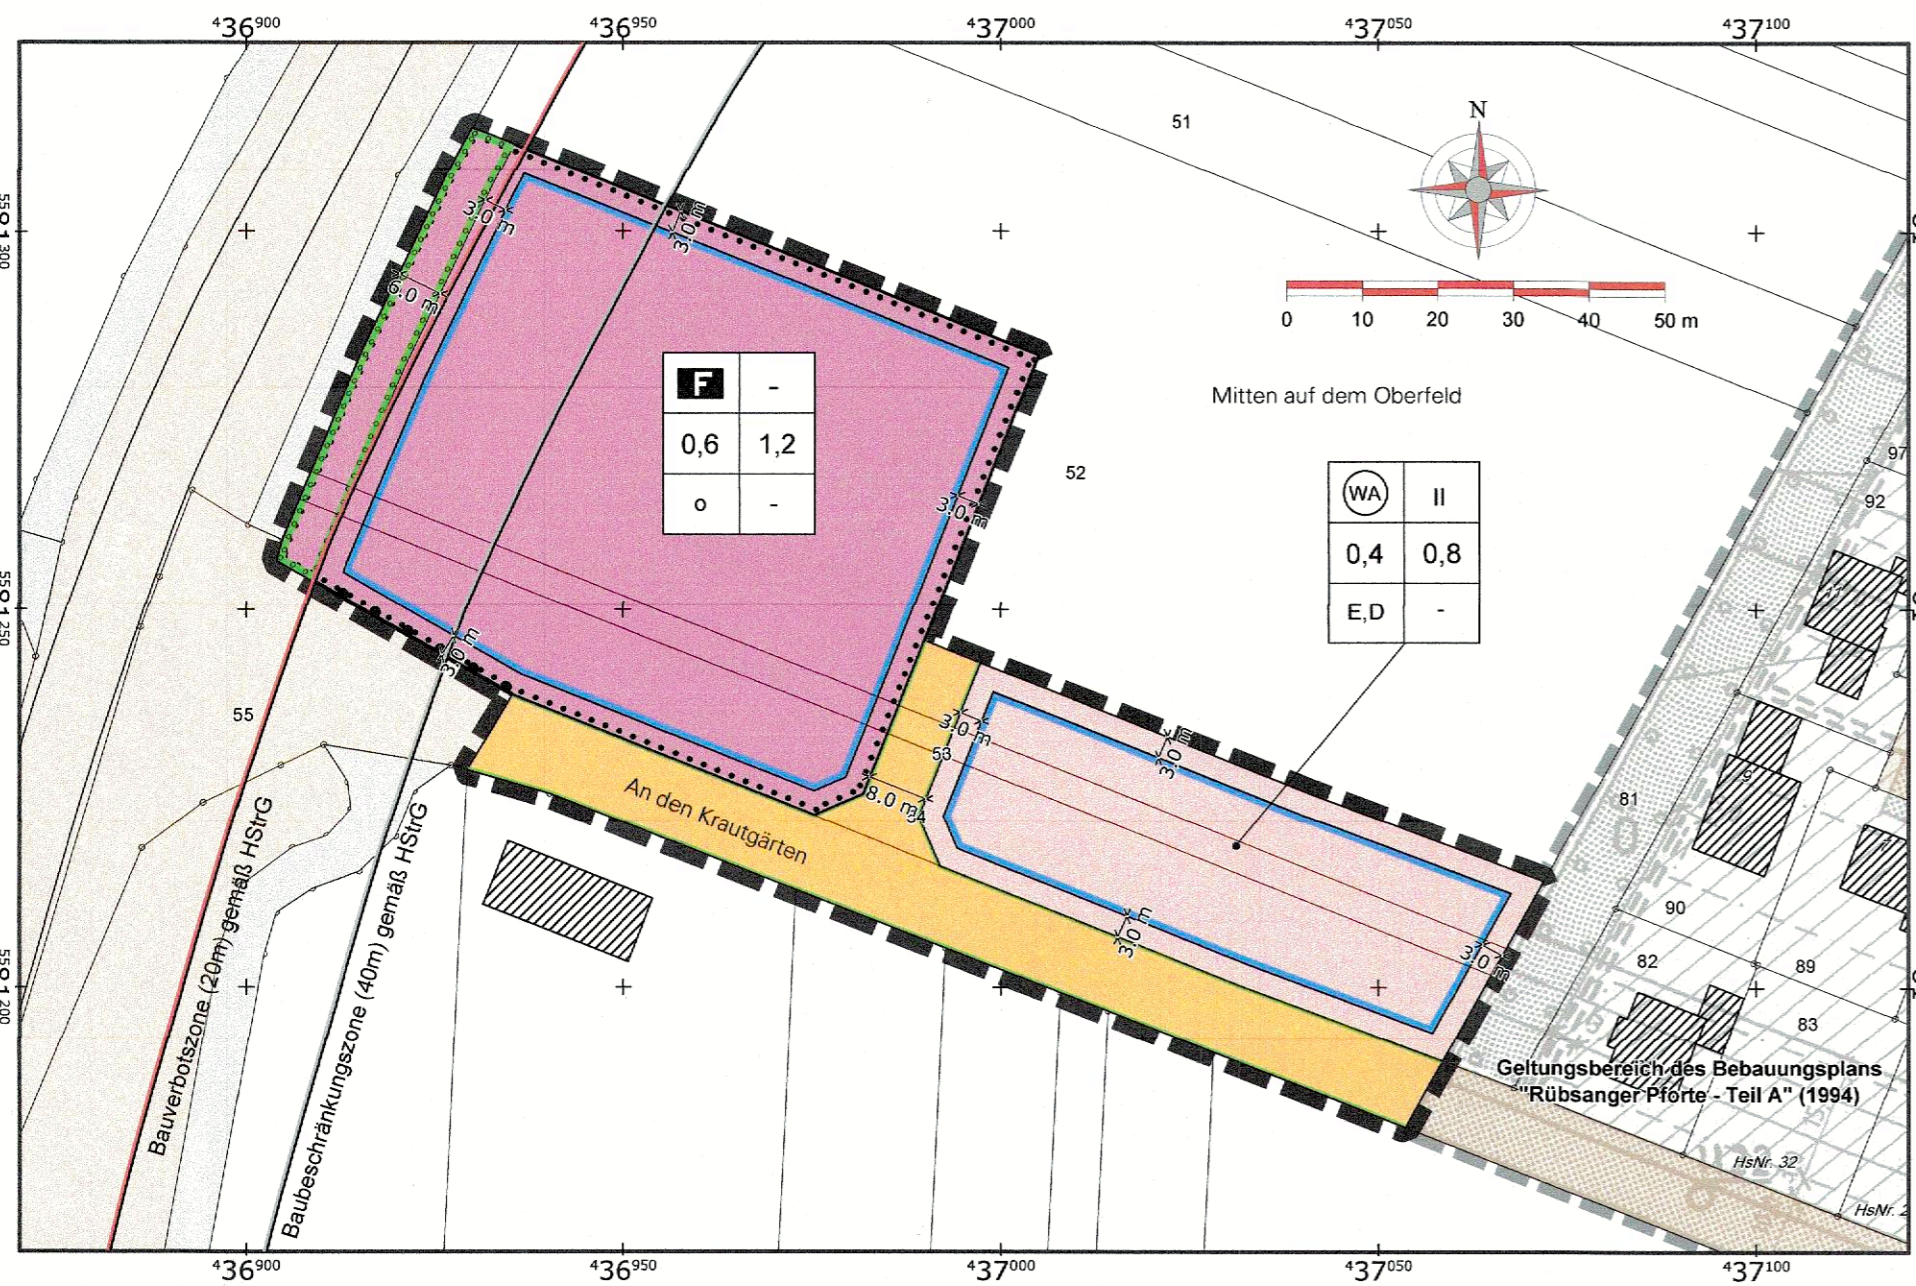 436900
436950
437000
437050
437100
51
N
3.0 m
3.0 m
6.0 m
0 10 20 30 40 50 m
Mitten auf dem Oberfeld
F -
0,6 1,2
o -
52
WA II
0,4 0,8
E,D -
3.0 m
97
92
11
3.0 m
55
3.0 m
53
3.0 m
8.0 m
An den Krautgärten
9
81
90
82
89
83
3.0 m
3.0 m
Bauverbotszone (20m) gemäß HStrG
Baubeschränkungszone (40m) gemäß HStrG
Geltungsbereich des Bebauungsplans
"Rübsanger Pforte - Teil A" (1994)
HsNr. 32
HsNr. 2
436900
436950
437000
437050
437100